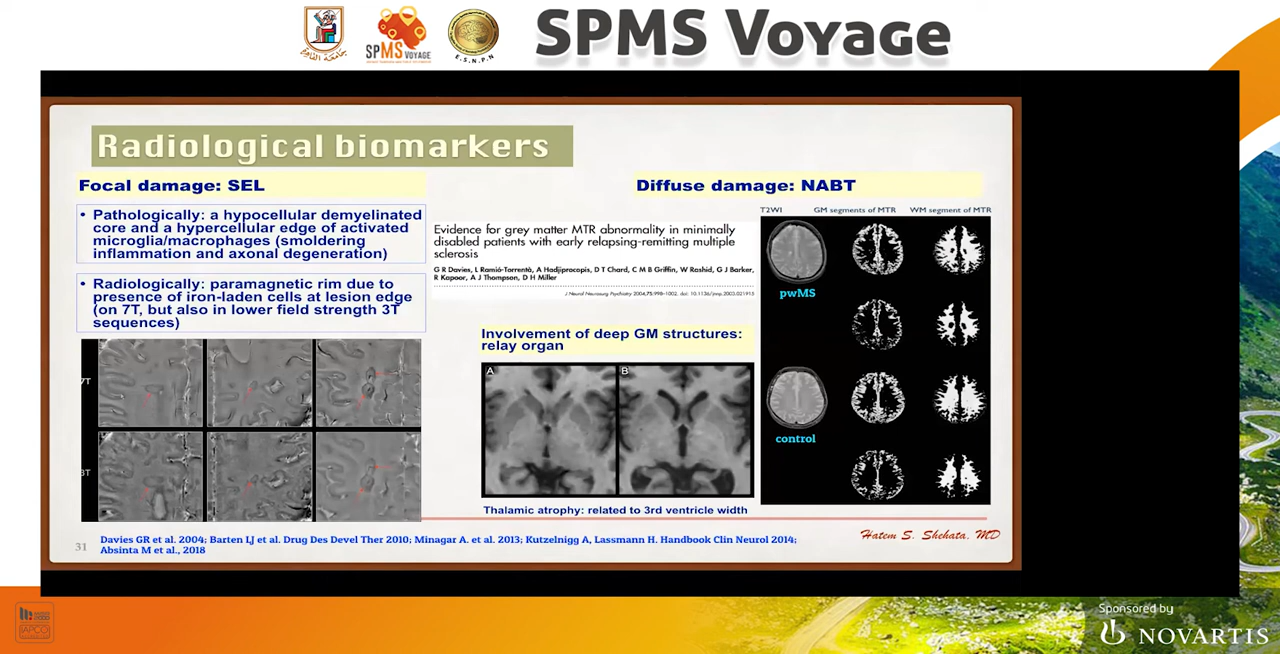 SPMS Voyage
جامعة القاهرة
SPMS VOYAGE
E.S.N.P.N
Radiological biomarkers
Focal damage: SEL
• Pathologically: a hypocellular demyelinated
core and a hypercellular edge of activated
microglia/macrophages (smoldering
inflammation and axonal degeneration)
• Radiologically: paramagnetic rim due to
presence of iron-laden cells at lesion edge
(on 7T, but also in lower field strength 3T
sequences)
7T
3T
Evidence for grey matter MTR abnormality in minimally
disabled patients with early relapsing-remitting multiple
sclerosis
G R Davies, L Ramió-Torrentà, A Hadjiprocopis, D T Chard, C M B Griffin, W Rashid, G J Barker,
R Kapoor, A J Thompson, D H Miller
J Neurol Neurosurg Psychiatry 2004;75:998–1002. doi: 10.1136/jnnp.2003.021915
Involvement of deep GM structures:
relay organ
A
B
Thalamic atrophy: related to 3rd ventricle width
Diffuse damage: NABT
T2WI GM segments of MTR WM segment of MTR
pwMS
control
31
Davies GR et al. 2004; Barten LJ et al. Drug Des Devel Ther 2010; Minagar A. et al. 2013; Kutzelnigg A, Lassmann H. Handbook Clin Neurol 2014;
Absinta M et al., 2018
Hatem S. Shehata, MD
IAPCO
Sponsored by
NOVARTIS